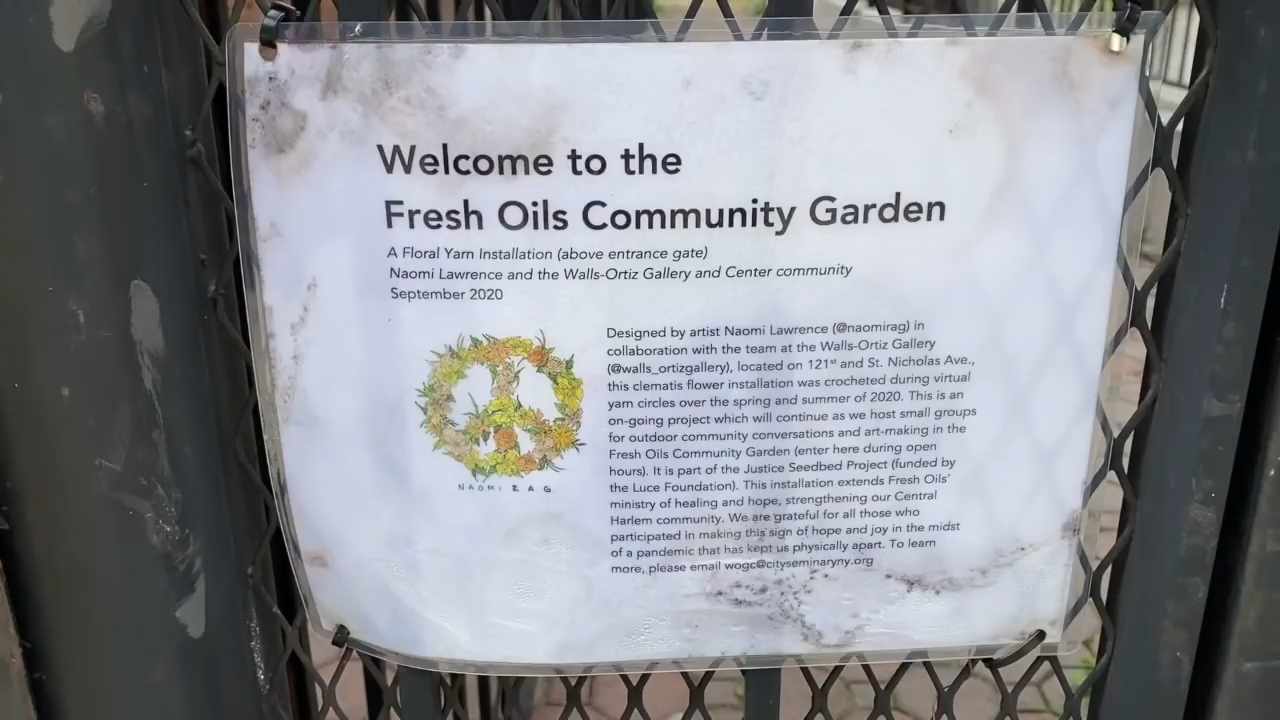 Welcome to the
Fresh Oils Community Garden
A Floral Yarn Installation (above entrance gate)
Naomi Lawrence and the Walls-Ortiz Gallery and Center community
September 2020
Designed by artist Naomi Lawrence (@naomirag) in
collaboration with the team at the Walls-Ortiz Gallery
(@walls_ortizgallery), located on 121st and St. Nicholas Ave.,
this clematis flower installation was crocheted during virtual
yarn circles over the spring and summer of 2020. This is an
on-going project which will continue as we host small groups
for outdoor community conversations and art-making in the
Fresh Oils Community Garden (enter here during open
hours). It is part of the Justice Seedbed Project (funded by
the Luce Foundation). This installation extends Fresh Oils'
ministry of healing and hope, strengthening our Central
Harlem community. We are grateful for all those who
participated in making this sign of hope and joy in the midst
of a pandemic that has kept us physically apart. To learn
more, please email wogc@cityseminaryny.org
NAOMI RAG